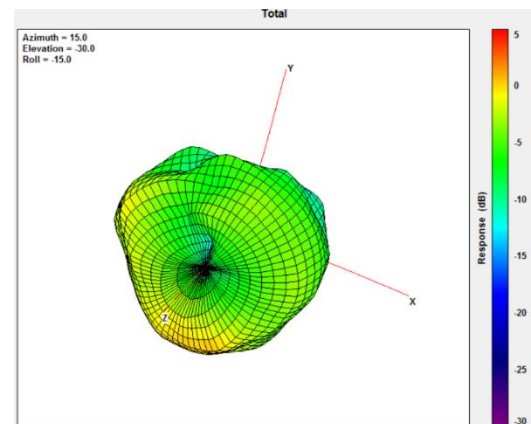 Total
Azimuth = 15.0
Elevation = -30.0
Roll = -15.0
Y
X
Z
5
0
-5
-10
-15
-20
-25
-30
Response (dB)